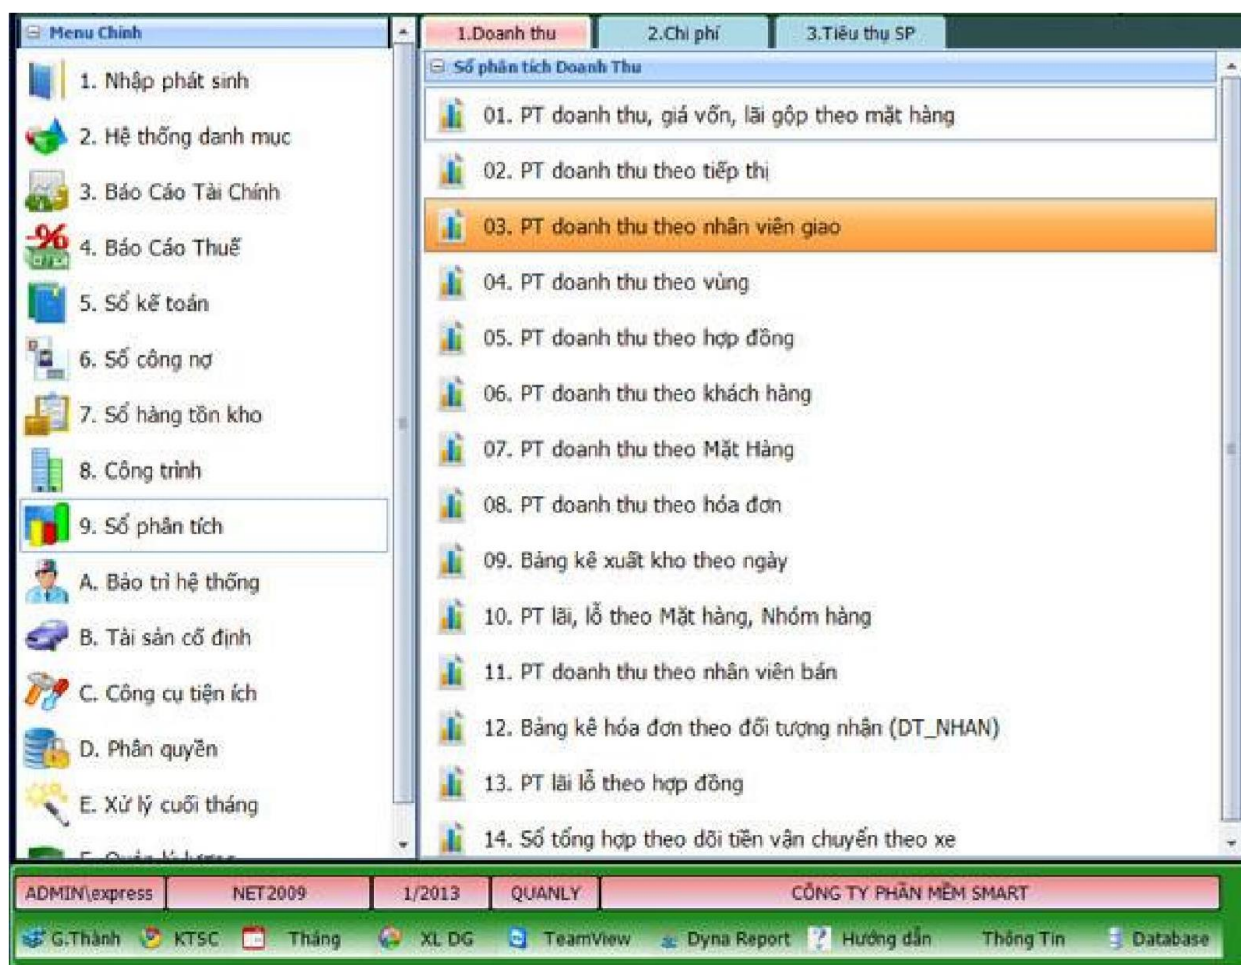 Menu Chính
1. Nhập phát sinh
2. Hệ thống danh mục
3. Báo Cáo Tài Chính
4. Báo Cáo Thuế
5. Sổ kế toán
6. Sổ công nợ
7. Sổ hàng tồn kho
8. Công trình
9. Sổ phân tích
A. Bảo trì hệ thống
B. Tài sản cố định
C. Công cụ tiện ích
D. Phân quyền
E. Xử lý cuối tháng
1.Doanh thu
2.Chi phí
3.Tiêu thụ SP
Sổ phân tích Doanh Thu
01. PT doanh thu, giá vốn, lãi gộp theo mặt hàng
02. PT doanh thu theo tiếp thị
03. PT doanh thu theo nhân viên giao
04. PT doanh thu theo vùng
05. PT doanh thu theo hợp đồng
06. PT doanh thu theo khách hàng
07. PT doanh thu theo Mặt Hàng
08. PT doanh thu theo hóa đơn
09. Bảng kê xuất kho theo ngày
10. PT lãi, lỗ theo Mặt hàng, Nhóm hàng
11. PT doanh thu theo nhân viên bán
12. Bảng kê hóa đơn theo đối tượng nhận (DT_NHAN)
13. PT lãi lỗ theo hợp đồng
14. Sổ tổng hợp theo dõi tiền vận chuyển theo xe
ADMIN\express NET2009 1/2013 QUANLY CÔNG TY PHẦN MỀM SMART
G.Thành KTSC Tháng XL DG TeamView Dyna Report Hướng dẫn Thông Tin Database